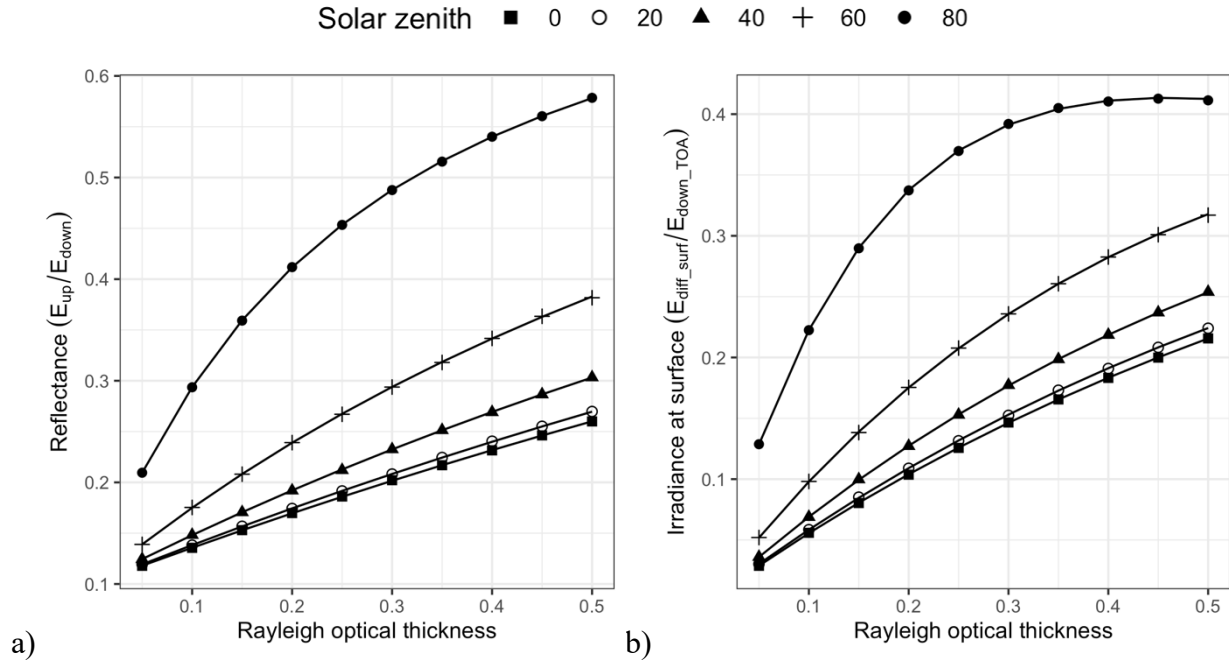 Solar zenith 0 20 40 60 80
Reflectance (E_up/E_down)
0.6
0.5
0.4
0.3
0.2
0.1
0.1 0.2 0.3 0.4 0.5
Rayleigh optical thickness
a)
Irradiance at surface (E_diff_surf/E_down_TOA)
0.4
0.3
0.2
0.1
0.1 0.2 0.3 0.4 0.5
Rayleigh optical thickness
b)